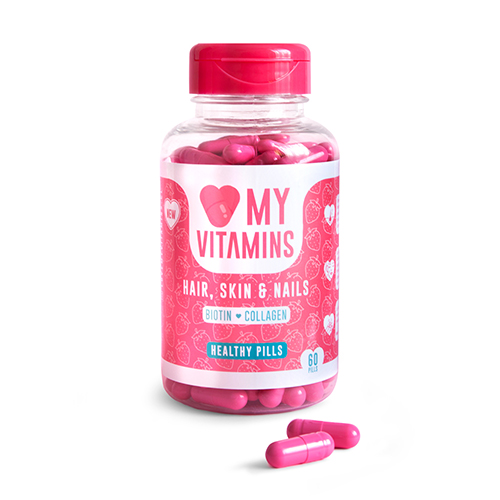 NEW
MY
VITAMINS
HAIR, SKIN & NAILS
BIOTIN ♥ COLLAGEN
HEALTHY PILLS
60
PILLS